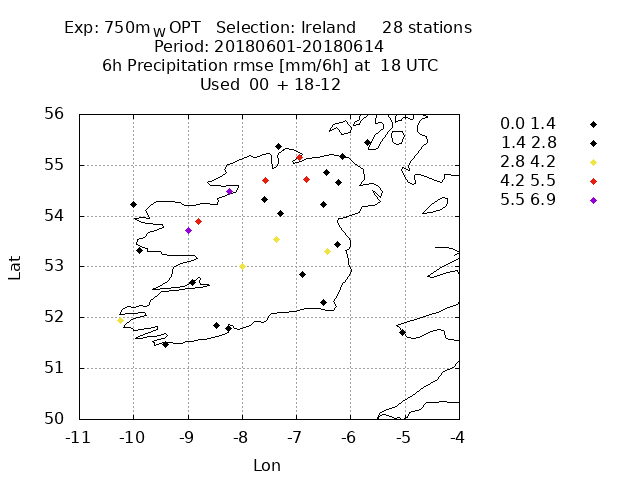 Exp: 750m_W OPT Selection: Ireland 28 stations
Period: 20180601-20180614
6h Precipitation rmse [mm/6h] at 18 UTC
Used 00 + 18-12
56
55
54
53
52
51
50
-11 -10 -9 -8 -7 -6 -5 -4
Lat
Lon
0.0 1.4
1.4 2.8
2.8 4.2
4.2 5.5
5.5 6.9